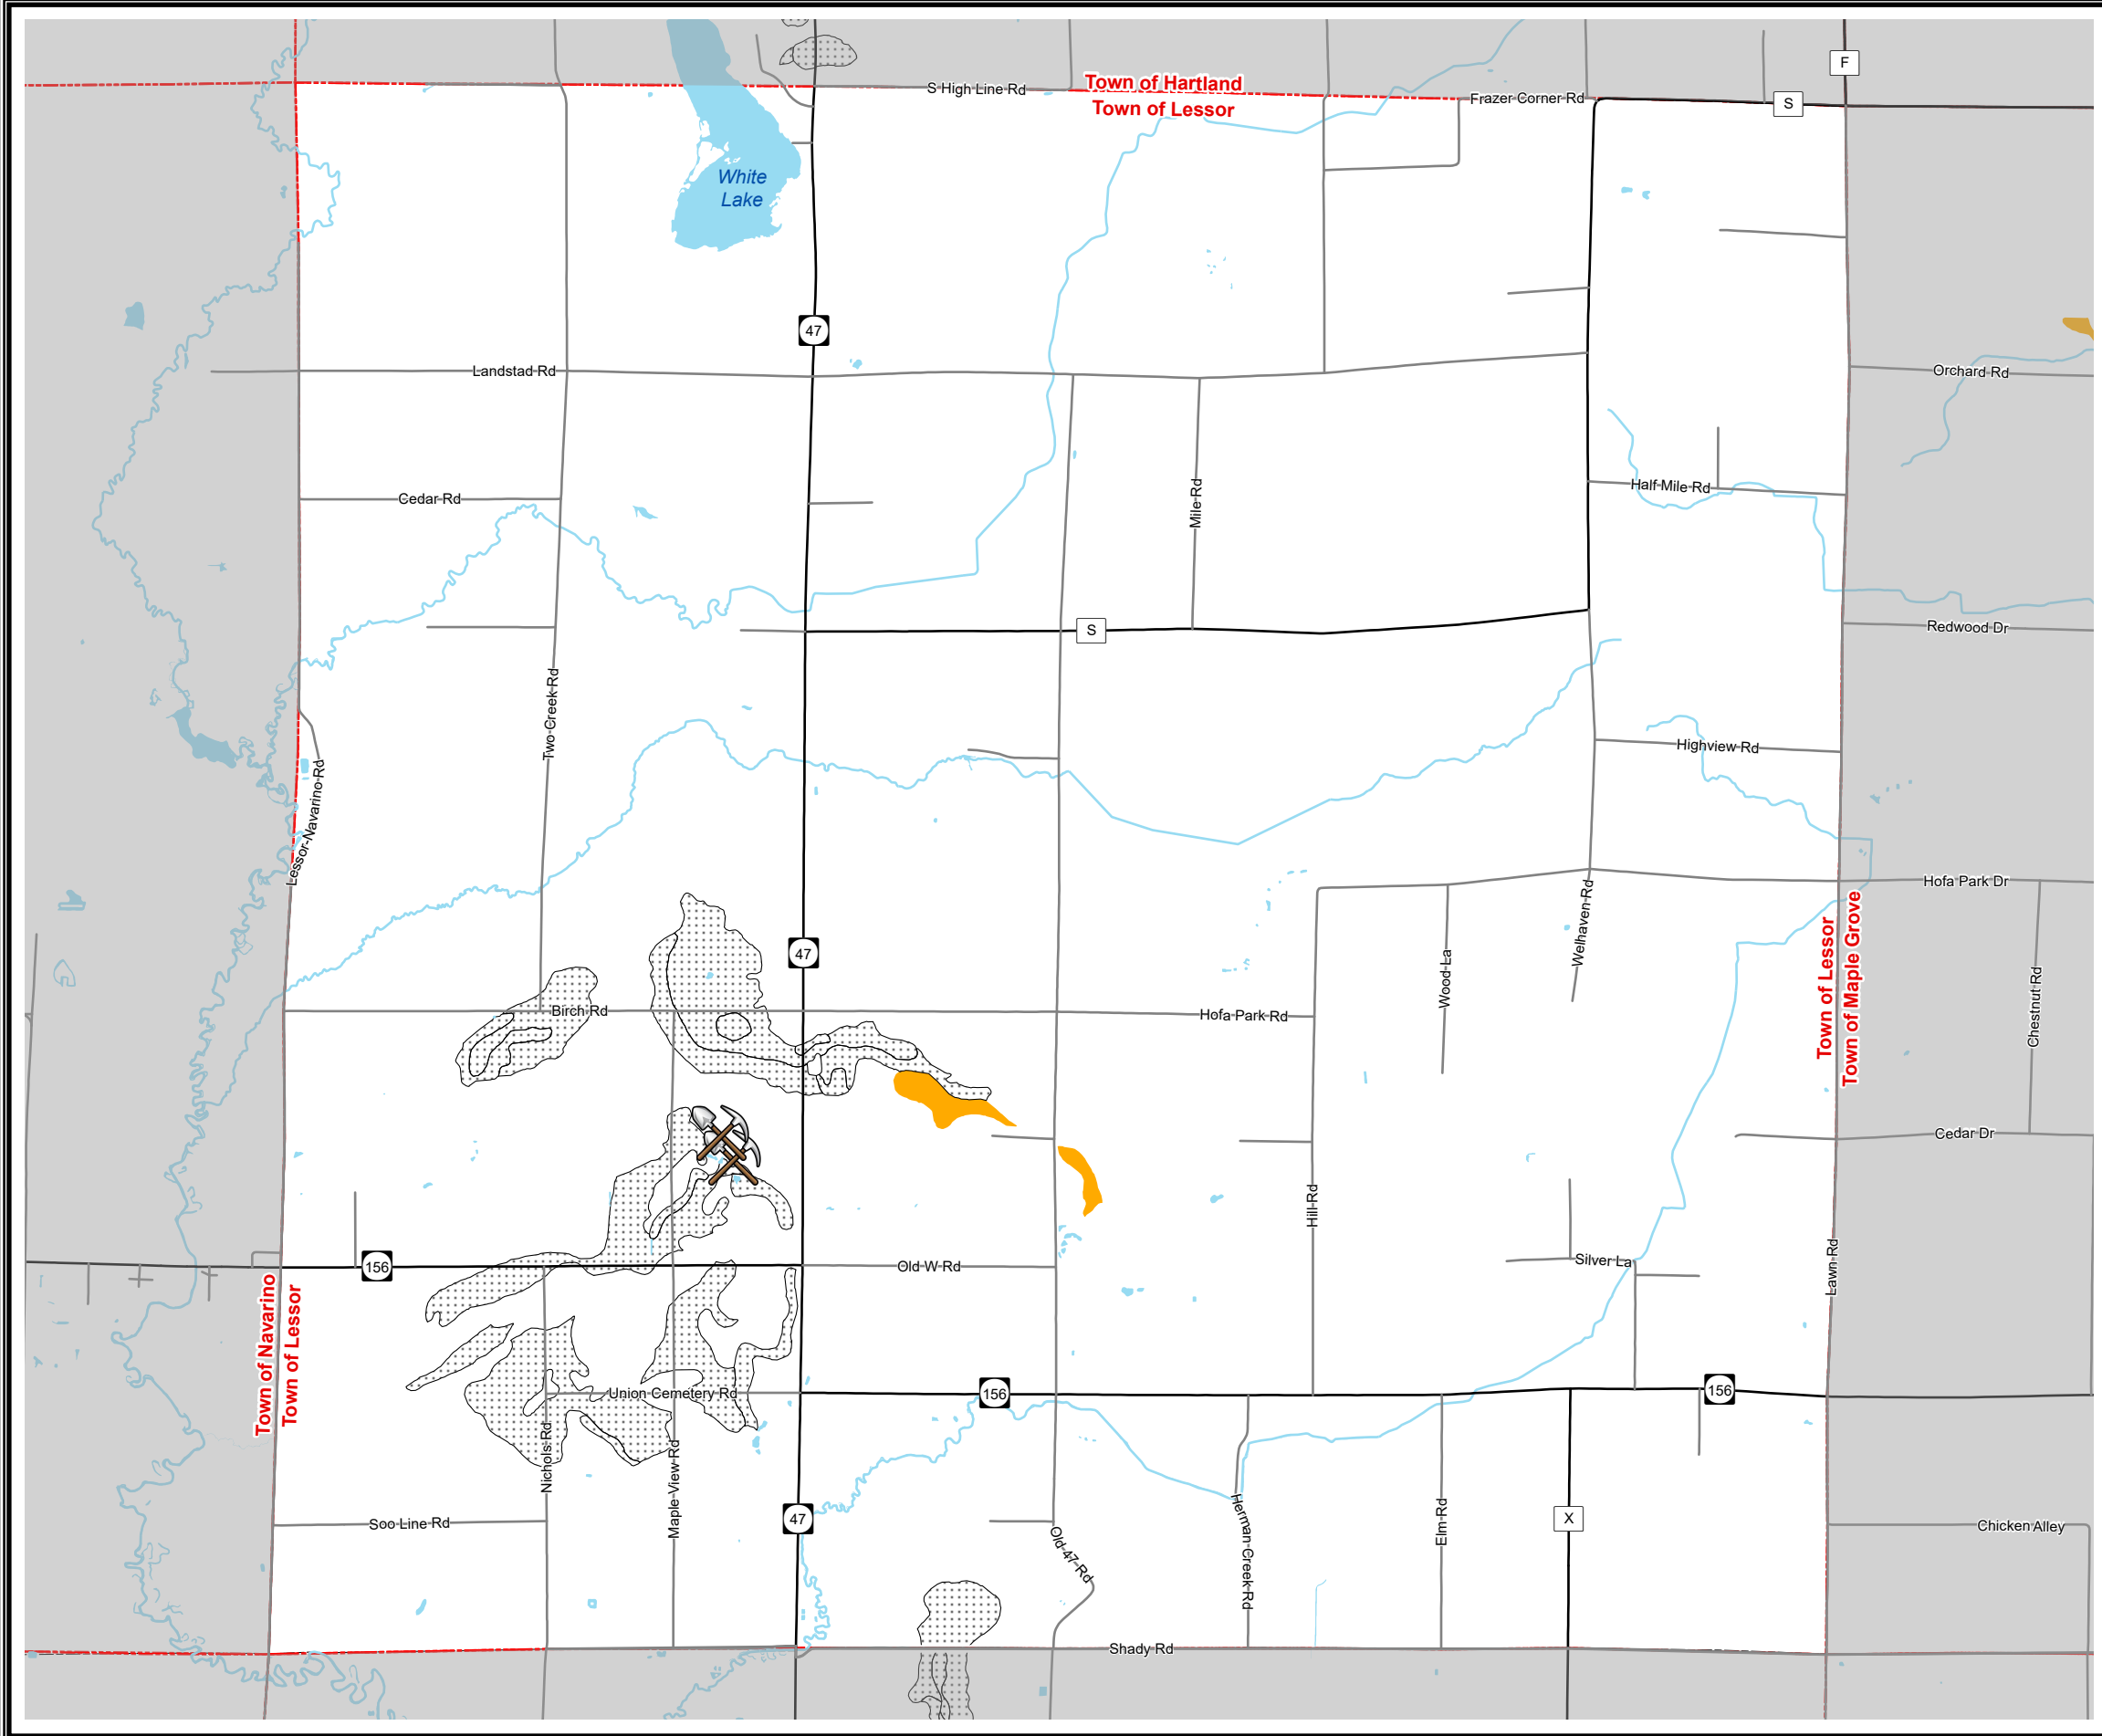 F
S High Line Rd
Town of Hartland
Town of Lessor
Frazer Corner Rd
S
White
Lake
47
Landstad Rd
Orchard Rd
Cedar Rd
Mile Rd
Half Mile Rd
S
Redwood Dr
Two Creek Rd
Highview Rd
Lessor-Navarino Rd
Hofa Park Dr
Welhaven Rd
Town of Lessor
Town of Maple Grove
47
Wood La
Chestnut Rd
Birch Rd
Hofa Park Rd
Cedar Dr
Hill Rd
156
Old W Rd
Silver La
Lawn Rd
Town of Navarino
Town of Lessor
Union Cemetery Rd
156
156
Nichols Rd
Maple View Rd
47
Soo Line Rd
Old 47 Rd
Herman Creek Rd
Elm Rd
X
Chicken Alley
Shady Rd